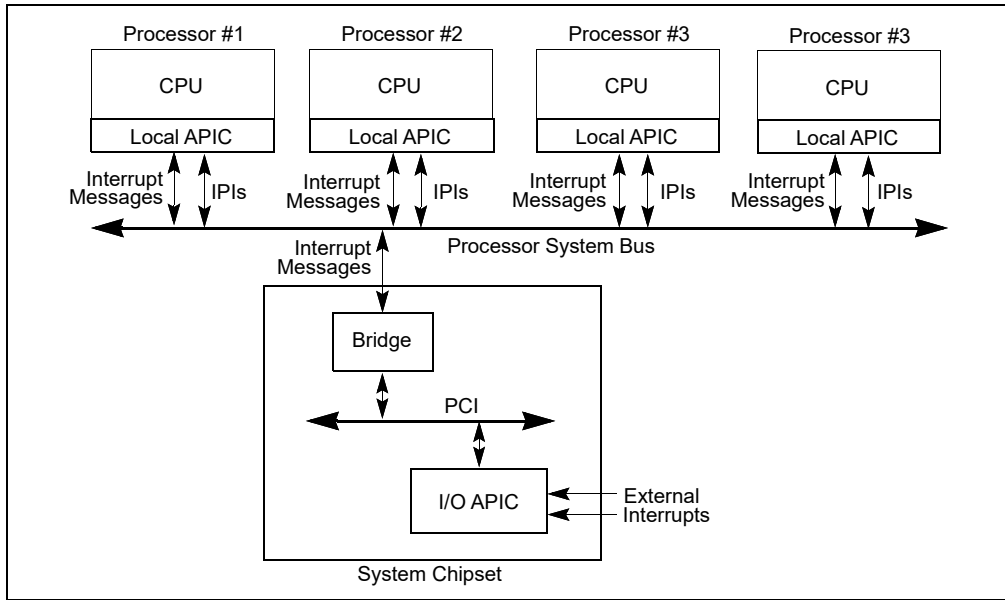 Processor #1
Processor #2
Processor #3
Processor #3
CPU
CPU
CPU
CPU
Local APIC
Local APIC
Local APIC
Local APIC
Interrupt
Messages
IPIs
Interrupt
Messages
IPIs
Interrupt
Messages
IPIs
Interrupt
Messages
IPIs
Processor System Bus
Interrupt
Messages
Bridge
PCI
I/O APIC
External
Interrupts
System Chipset